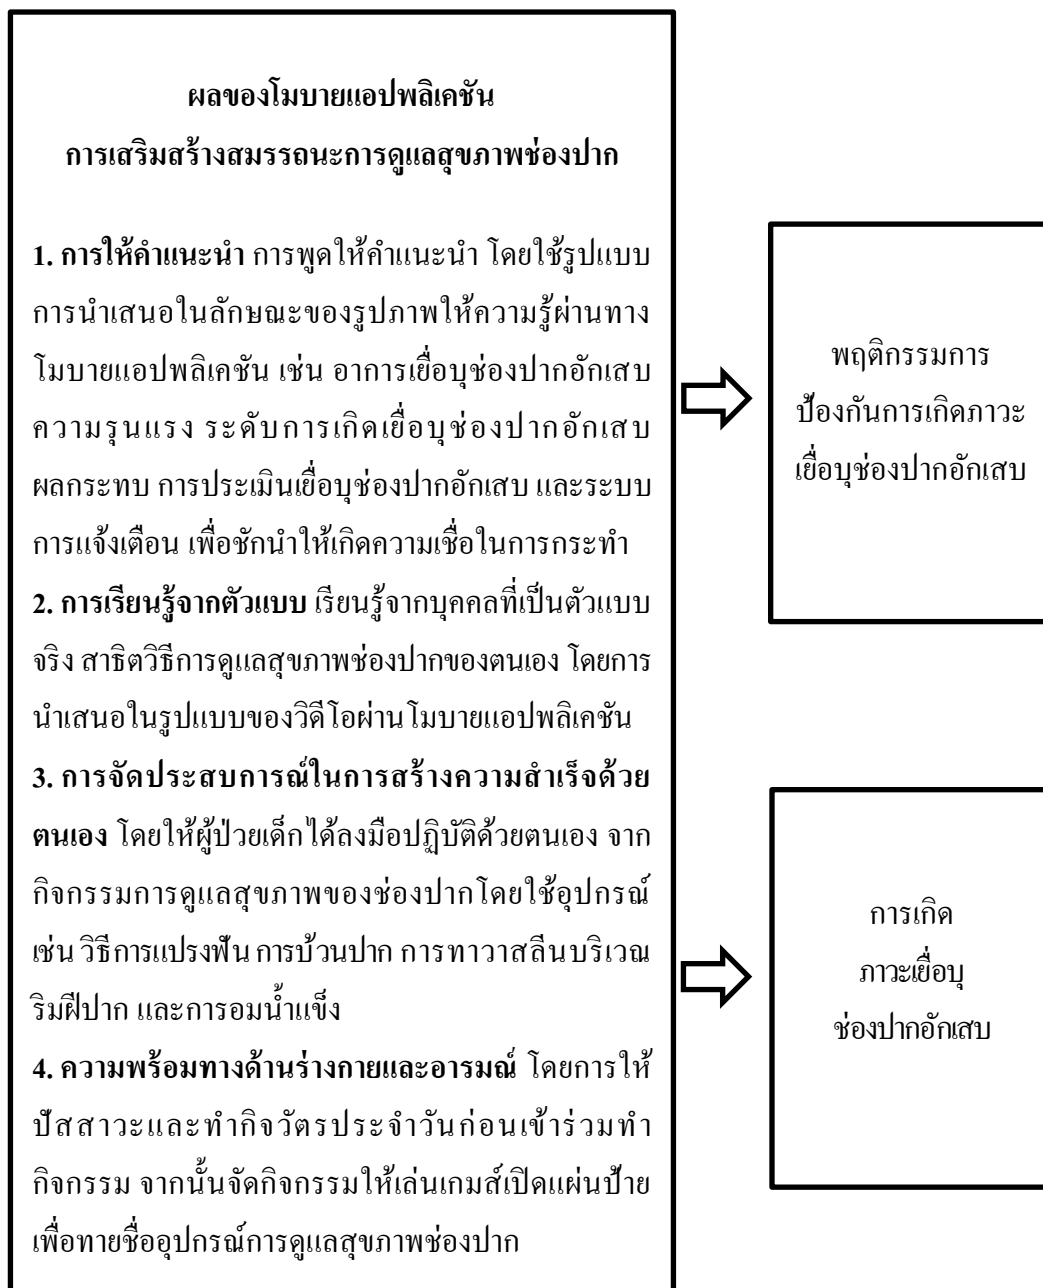 ผลของโมบายแอปพลิเคชัน
การเสริมสร้างสมรรถนะการดูแลสุขภาพช่องปาก
1. การให้คำแนะนำ การพูดให้คำแนะนำ โดยใช้รูปแบบ
การนำเสนอในลักษณะของรูปภาพให้ความรู้ผ่านทาง
โมบายแอปพลิเคชัน เช่น อาการเยื่อบุช่องปากอักเสบ
ความรุนแรง ระดับการเกิดเยื่อบุช่องปากอักเสบ
ผลกระทบ การประเมินเยื่อบุช่องปากอักเสบ และระบบ
การแจ้งเตือน เพื่อชักนำให้เกิดความเชื่อในการกระทำ
2. การเรียนรู้จากตัวแบบ เรียนรู้จากบุคคลที่เป็นตัวแบบ
จริง สาธิตวิธีการดูแลสุขภาพช่องปากของตนเอง โดยการ
นำเสนอในรูปแบบของวิดีโอผ่านโมบายแอปพลิเคชัน
3. การจัดประสบการณ์ในการสร้างความสำเร็จด้วย
ตนเอง โดยให้ผู้ป่วยเด็กได้ลงมือปฏิบัติด้วยตนเอง จาก
กิจกรรมการดูแลสุขภาพของช่องปากโดยใช้อุปกรณ์
เช่น วิธีการแปรงฟัน การบ้วนปาก การทาวาสลีนบริเวณ
ริมฝีปาก และการอมน้ำแข็ง
4. ความพร้อมทางด้านร่างกายและอารมณ์ โดยการให้
ปัสสาวะและทำกิจวัตรประจำวันก่อนเข้าร่วมทำ
กิจกรรม จากนั้นจัดกิจกรรมให้เล่นเกมส์เปิดแผ่นป้าย
เพื่อทายชื่ออุปกรณ์การดูแลสุขภาพช่องปาก
พฤติกรรมการ
ป้องกันการเกิดภาวะ
เยื่อบุช่องปากอักเสบ
การเกิด
ภาวะเยื่อบุ
ช่องปากอักเสบ